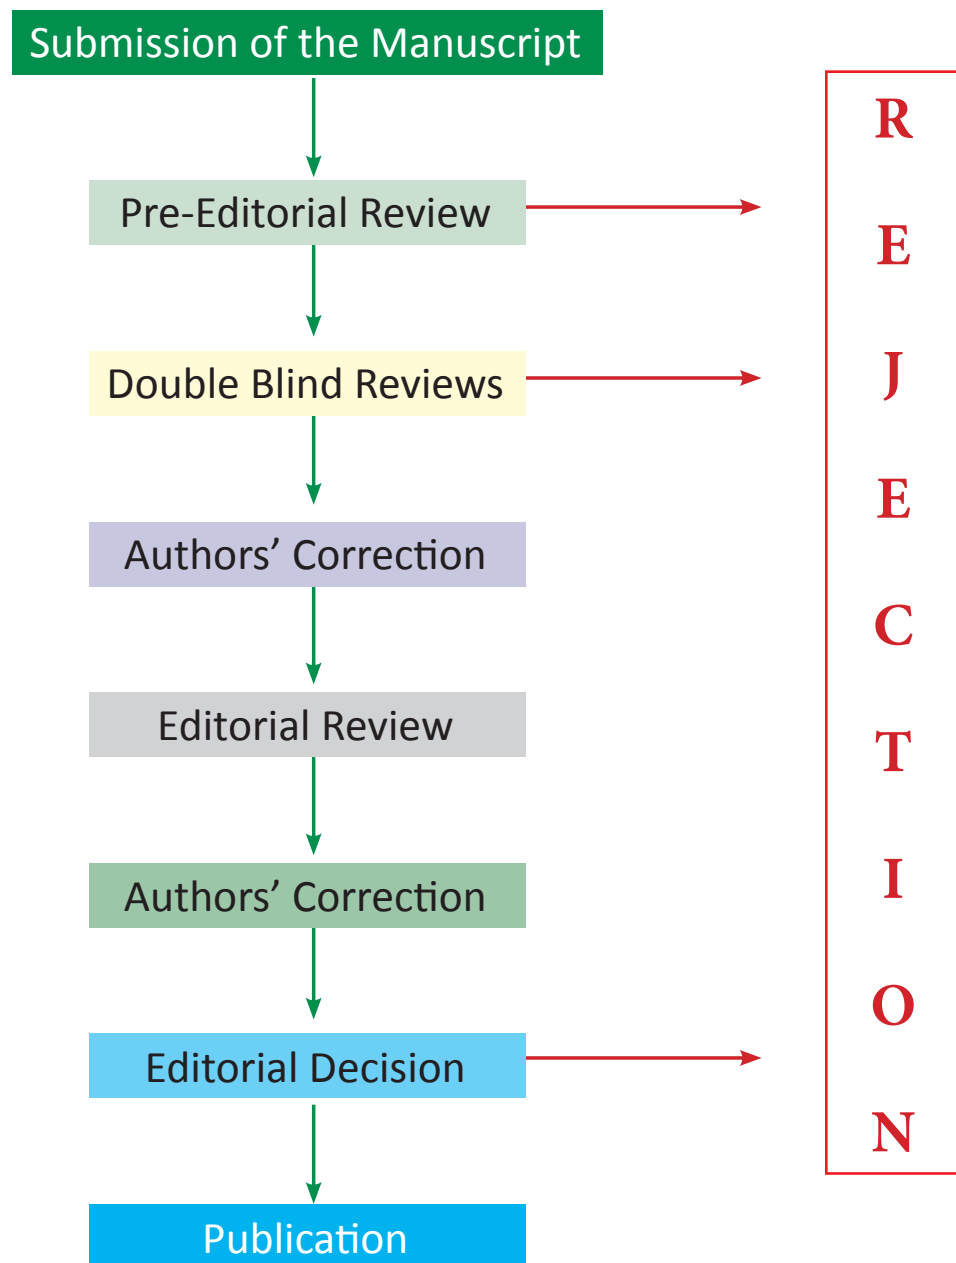 Submission of the Manuscript
Pre-Editorial Review
Double Blind Reviews
Authors’ Correction
Editorial Review
Authors’ Correction
Editorial Decision
Publication
R
E
J
E
C
T
I
O
N